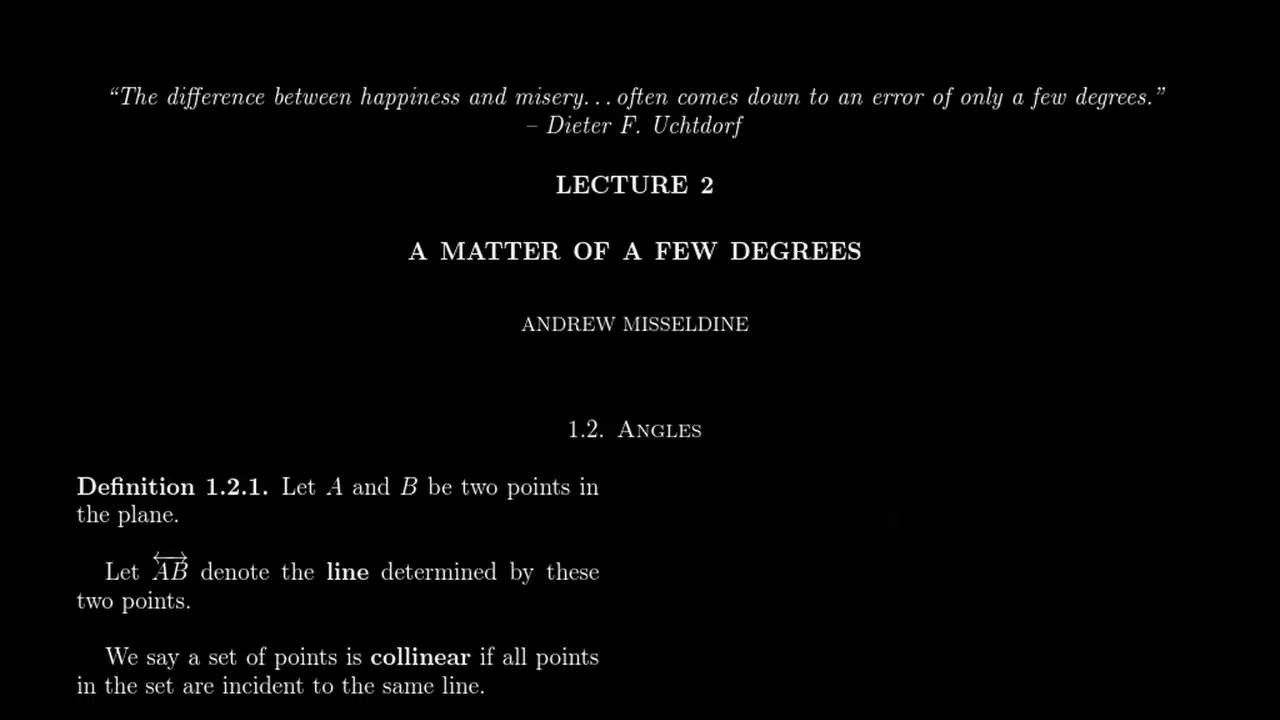 “The difference between happiness and misery...often comes down to an error of only a few degrees.”
– Dieter F. Uchtdorf
LECTURE 2
A MATTER OF A FEW DEGREES
ANDREW MISSELDINE
1.2. Angles
Definition 1.2.1. Let A and B be two points in
the plane.
Let \overleftrightarrow{AB} denote the line determined by these
two points.
We say a set of points is collinear if all points
in the set are incident to the same line.